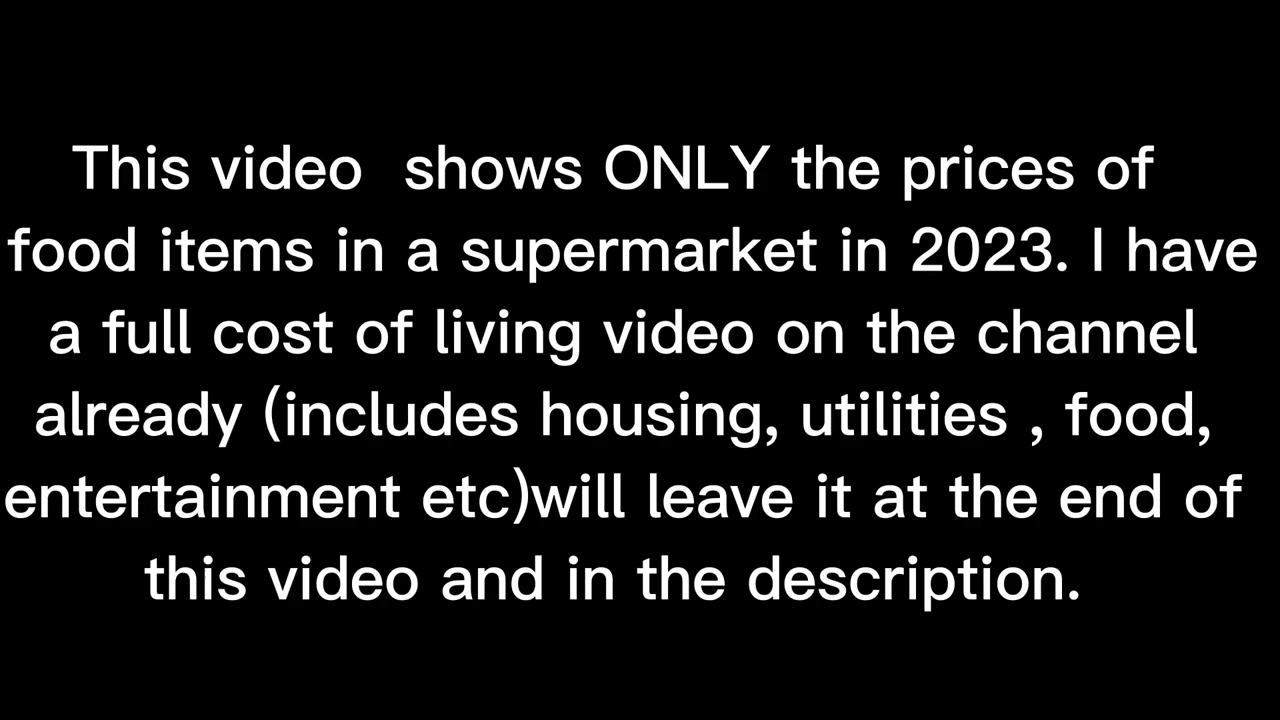 This video  shows ONLY the prices of
food items in a supermarket in 2023. I have
a full cost of living video on the channel
already (includes housing, utilities , food,
entertainment etc)will leave it at the end of
this video and in the description.